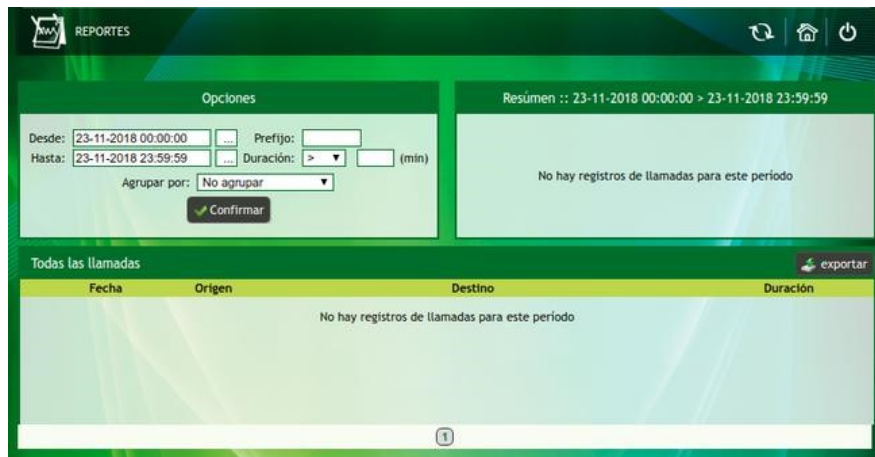 REPORTES
Opciones
Desde: 23-11-2018 00:00:00 ... Prefijo:
Hasta: 23-11-2018 23:59:59 ... Duración: > (min)
Agrupar por: No agrupar
Confirmar
Resúmen :: 23-11-2018 00:00:00 > 23-11-2018 23:59:59
No hay registros de llamadas para este período
Todas las llamadas
exportar
Fecha Origen Destino Duración
No hay registros de llamadas para este período
1